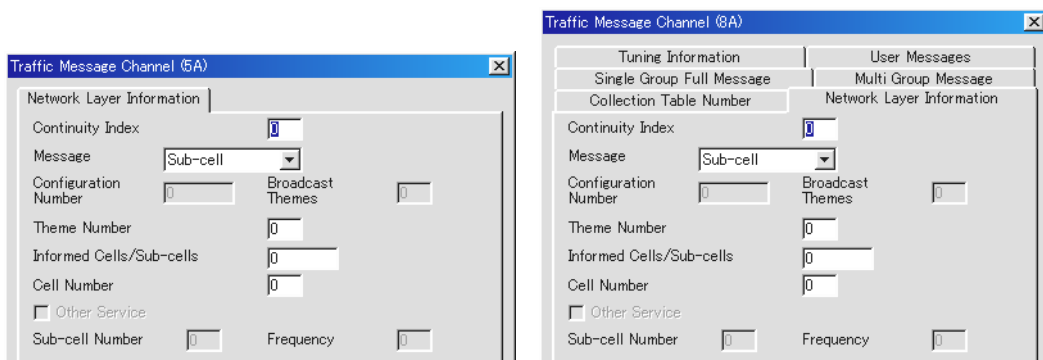 Traffic Message Channel (5A)
Network Layer Information
Continuity Index 0
Message Sub-cell
Configuration Number 0 Broadcast Themes 0
Theme Number 0
Informed Cells/Sub-cells 0
Cell Number 0
Other Service
Sub-cell Number 0 Frequency 0
Traffic Message Channel (8A)
Tuning Information User Messages
Single Group Full Message Multi Group Message
Collection Table Number Network Layer Information
Continuity Index 0
Message Sub-cell
Configuration Number 0 Broadcast Themes 0
Theme Number 0
Informed Cells/Sub-cells 0
Cell Number 0
Other Service
Sub-cell Number 0 Frequency 0